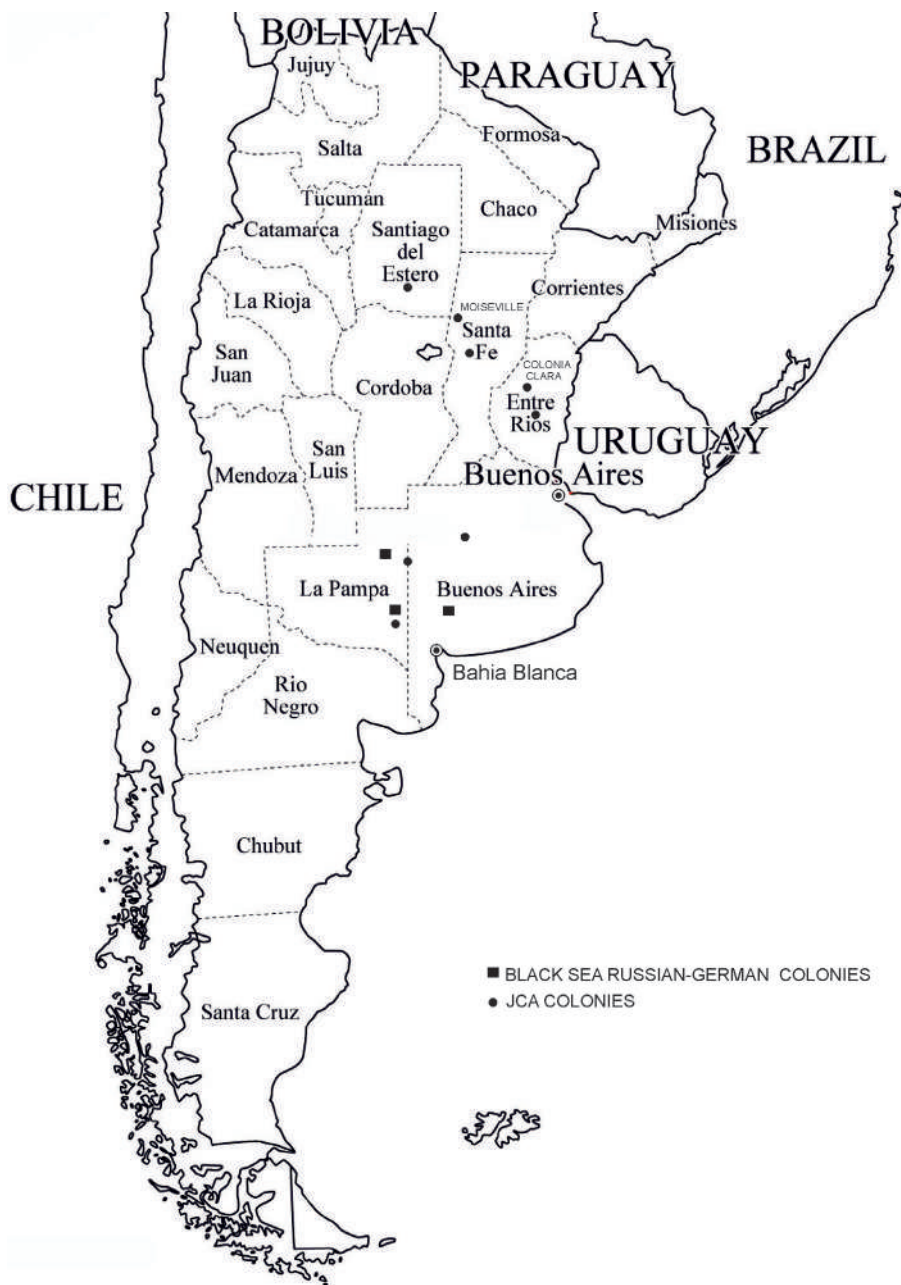 BOLIVIA
Jujuy
PARAGUAY
Formosa
Salta
BRAZIL
Tucuman
Chaco
Misiones
Catamarca
Santiago
del
Estero
Corrientes
La Rioja
MOISEVILLE
Santa
Fe
San
Juan
COLONIA
CLARA
Cordoba
Entre
Rios
San
Luis
URUGUAY
Mendoza
Buenos Aires
CHILE
La Pampa
Buenos Aires
Neuquen
Bahia Blanca
Rio
Negro
Chubut
BLACK SEA RUSSIAN-GERMAN COLONIES
JCA COLONIES
Santa Cruz